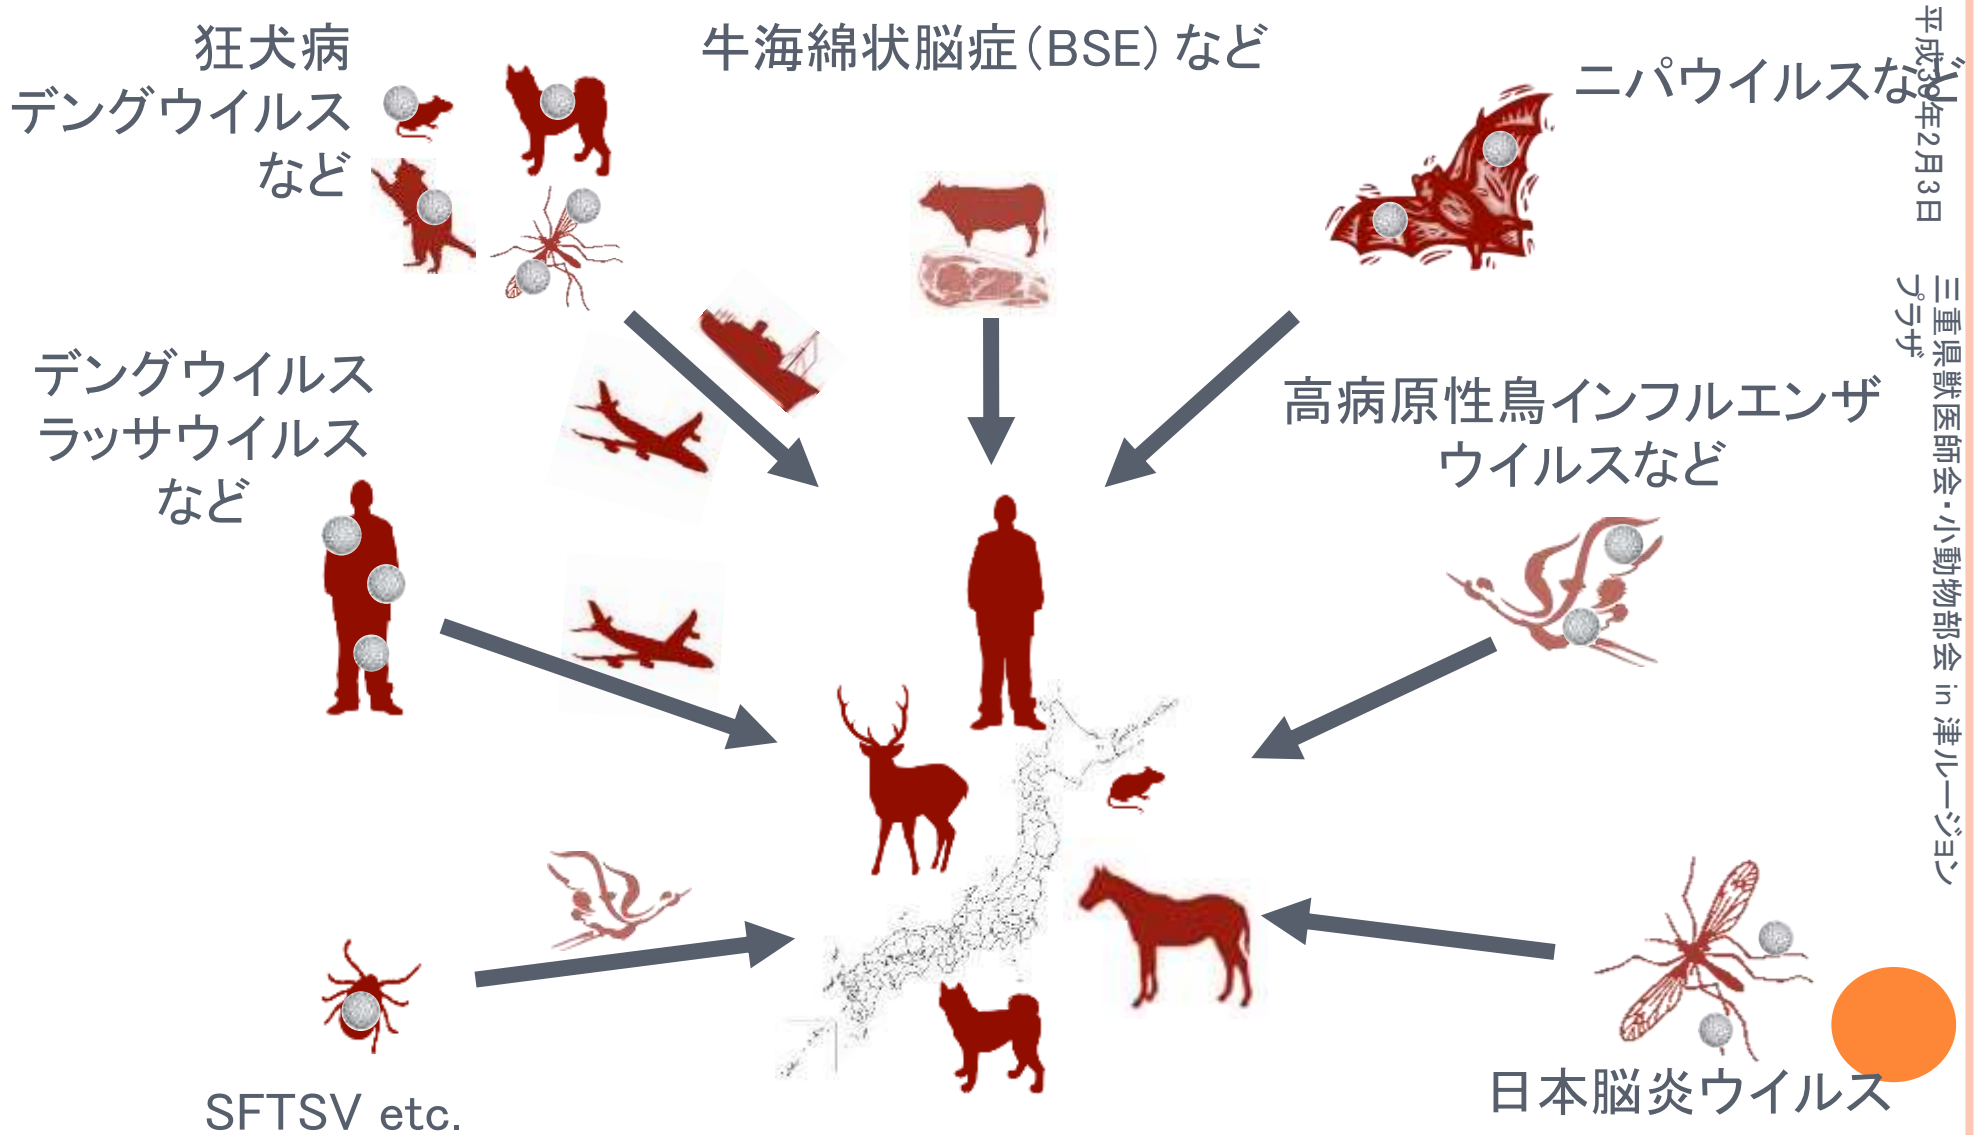 狂犬病
デングウイルス
など
牛海綿状脳症（BSE）など
ニパウイルスなど
デングウイルス
ラッサウイルス
など
高病原性鳥インフルエンザ
ウイルスなど
SFTSV etc.
日本脳炎ウイルス
平成30年2月3日
三重県獣医師会・小動物部会 in 津ルージョン
プラザ